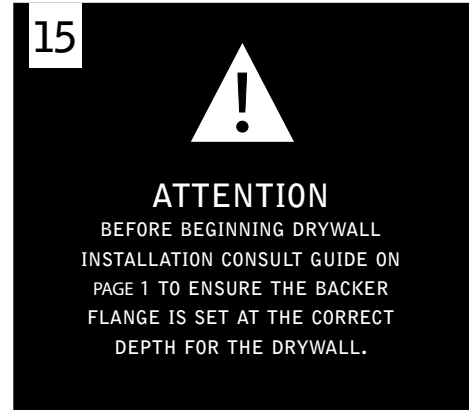 15
!
ATTENTION
BEFORE BEGINNING DRYWALL
INSTALLATION CONSULT GUIDE ON
PAGE 1 TO ENSURE THE BACKER
FLANGE IS SET AT THE CORRECT
DEPTH FOR THE DRYWALL.